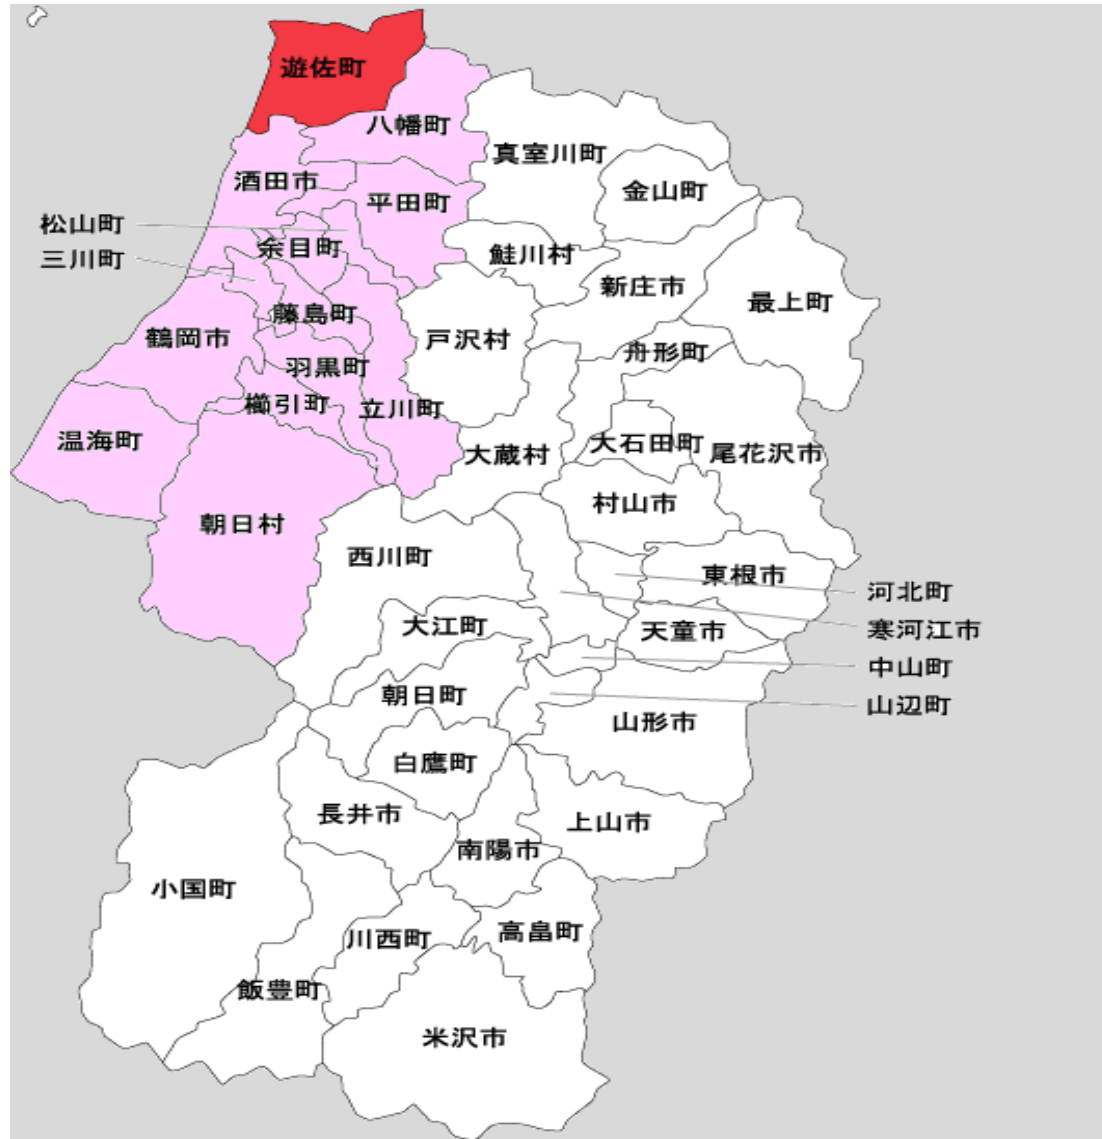 遊佐町
八幡町
真室川町
酒田市
金山町
平田町
松山町
余目町
鮭川村
三川町
新庄市
最上町
藤島町
鶴岡市
戸沢村
舟形町
羽黒町
櫛引町
立川町
温海町
大石田町
大蔵村
尾花沢市
村山市
朝日村
西川町
東根市
河北町
大江町
天童市
寒河江市
中山町
朝日町
山辺町
山形市
白鷹町
長井市
上山市
南陽市
小国町
高畠町
川西町
飯豊町
米沢市